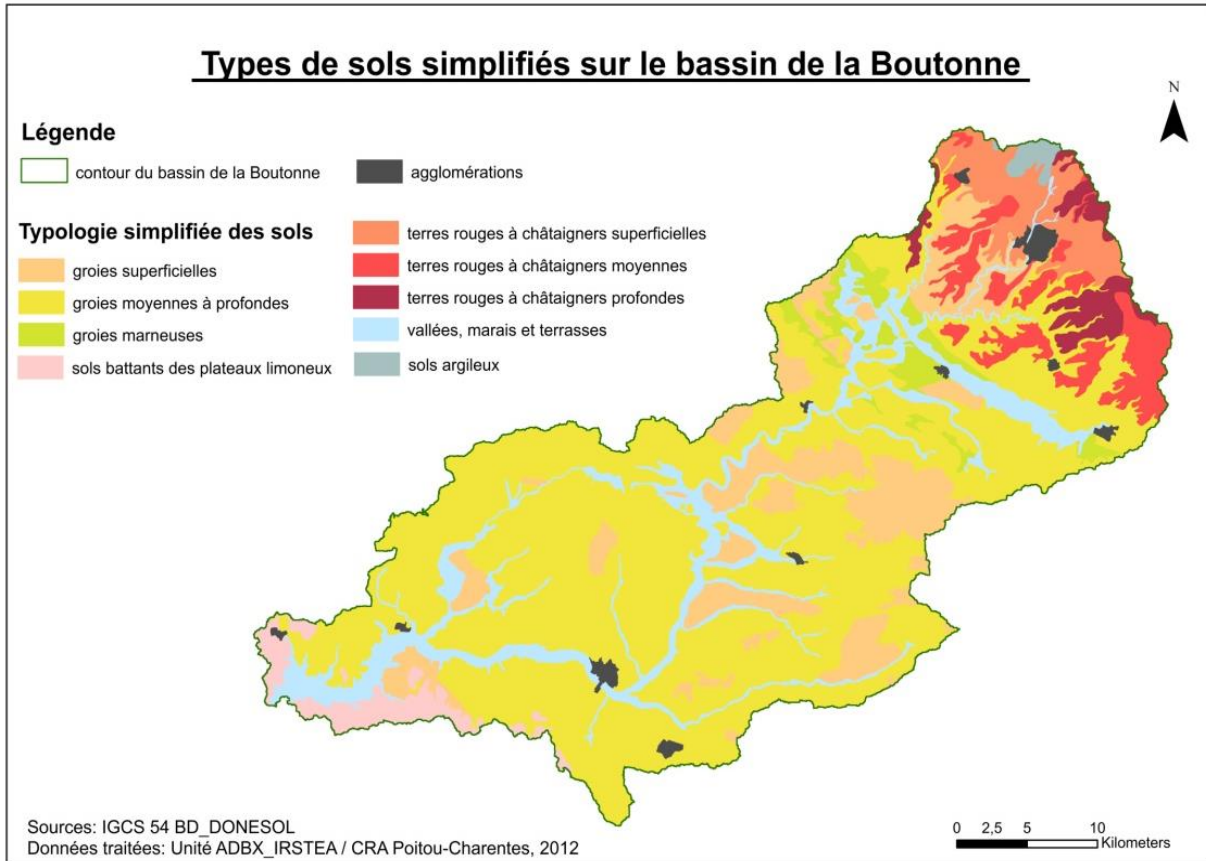 Types de sols simplifiés sur le bassin de la Boutonne
N
Légende
contour du bassin de la Boutonne
agglomérations
Typologie simplifiée des sols
groies superficielles
groies moyennes à profondes
groies marneuses
sols battants des plateaux limoneux
terres rouges à châtaigners superficielles
terres rouges à châtaigners moyennes
terres rouges à châtaigners profondes
vallées, marais et terrasses
sols argileux
Sources: IGCS 54 BD_DONESOL
Données traitées: Unité ADBX_IRSTEA / CRA Poitou-Charentes, 2012
0 2,5 5 10
Kilometers